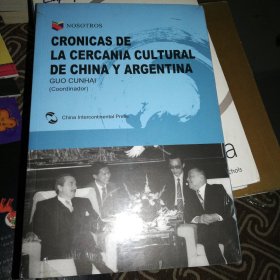 NOSOTROS
CRONICAS DE
LA CERCANIA CULTURAL
DE CHINA Y ARGENTINA
GUO CUNHAI
(Coordinador)
China Intercontinental Press